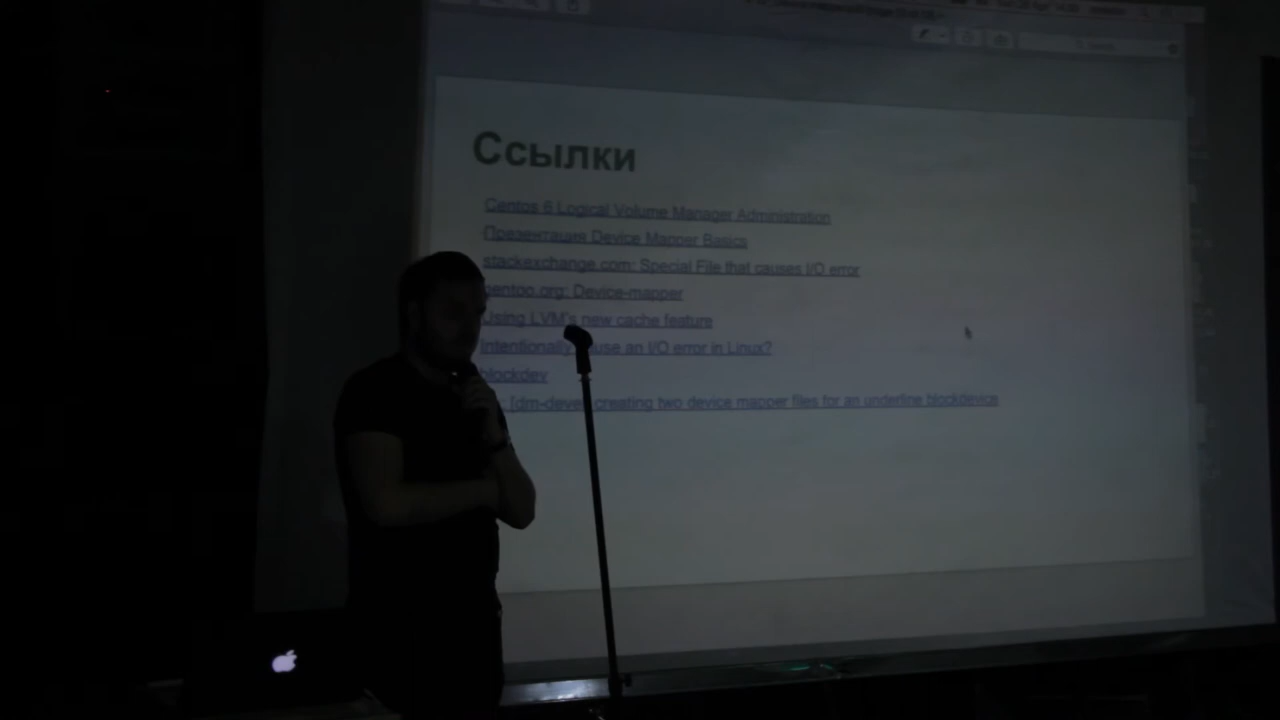 Ссылки
Centos 6 Logical Volume Manager Administration
Презентация Device Mapper Basics
stackexchange.com: Special File that causes I/O error
gentoo.org: Device-mapper
Using LVM's new cache feature
Intentionally use an I/O error in Linux?
blockdev
[dm-devel creating two device mapper files for an underline blockdevice